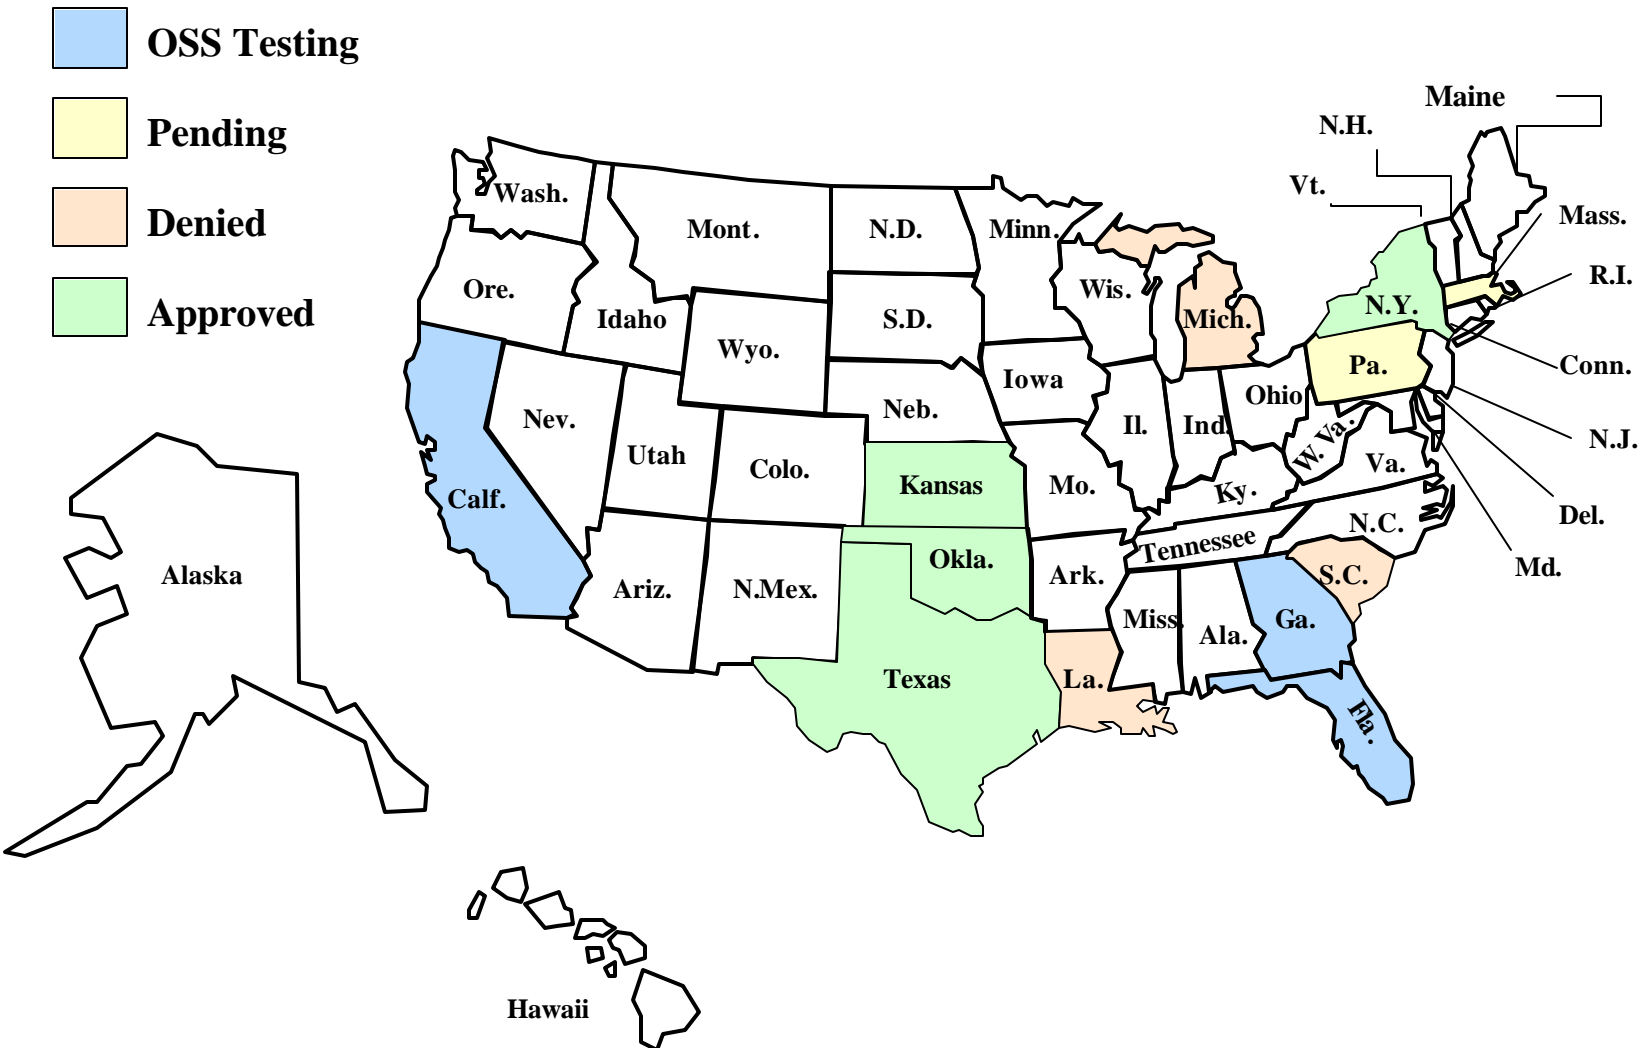 OSS Testing
Pending
Denied
Approved
Maine
N.H.
Vt.
Mass.
R.I.
Conn.
N.J.
Del.
Md.
Wash.
Mont.
N.D.
Minn.
Ore.
Idaho
Wyo.
S.D.
Wis.
Mich.
N.Y.
Pa.
Iowa
Ohio
Neb.
Nev.
Utah
Colo.
Kansas
Mo.
Il.
Ind.
W. Va.
Va.
Ky.
Calf.
N.C.
Tennessee
Okla.
Ark.
S.C.
Alaska
Ariz.
N.Mex.
Miss.
Ala.
Ga.
Texas
La.
Fla.
Hawaii